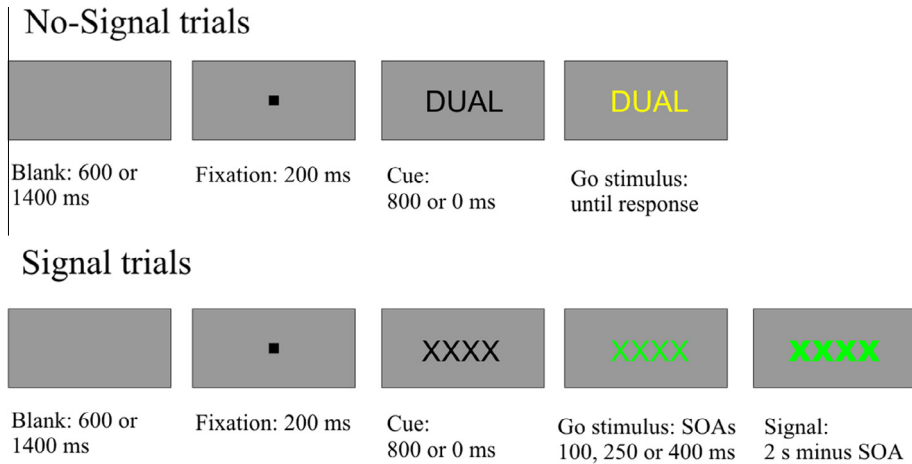 No-Signal trials
DUAL
DUAL
Blank: 600 or
1400 ms
Fixation: 200 ms
Cue:
800 or 0 ms
Go stimulus:
until response
Signal trials
XXXX
XXXX
XXXX
Blank: 600 or
1400 ms
Fixation: 200 ms
Cue:
800 or 0 ms
Go stimulus: SOAs
100, 250 or 400 ms
Signal:
2 s minus SOA